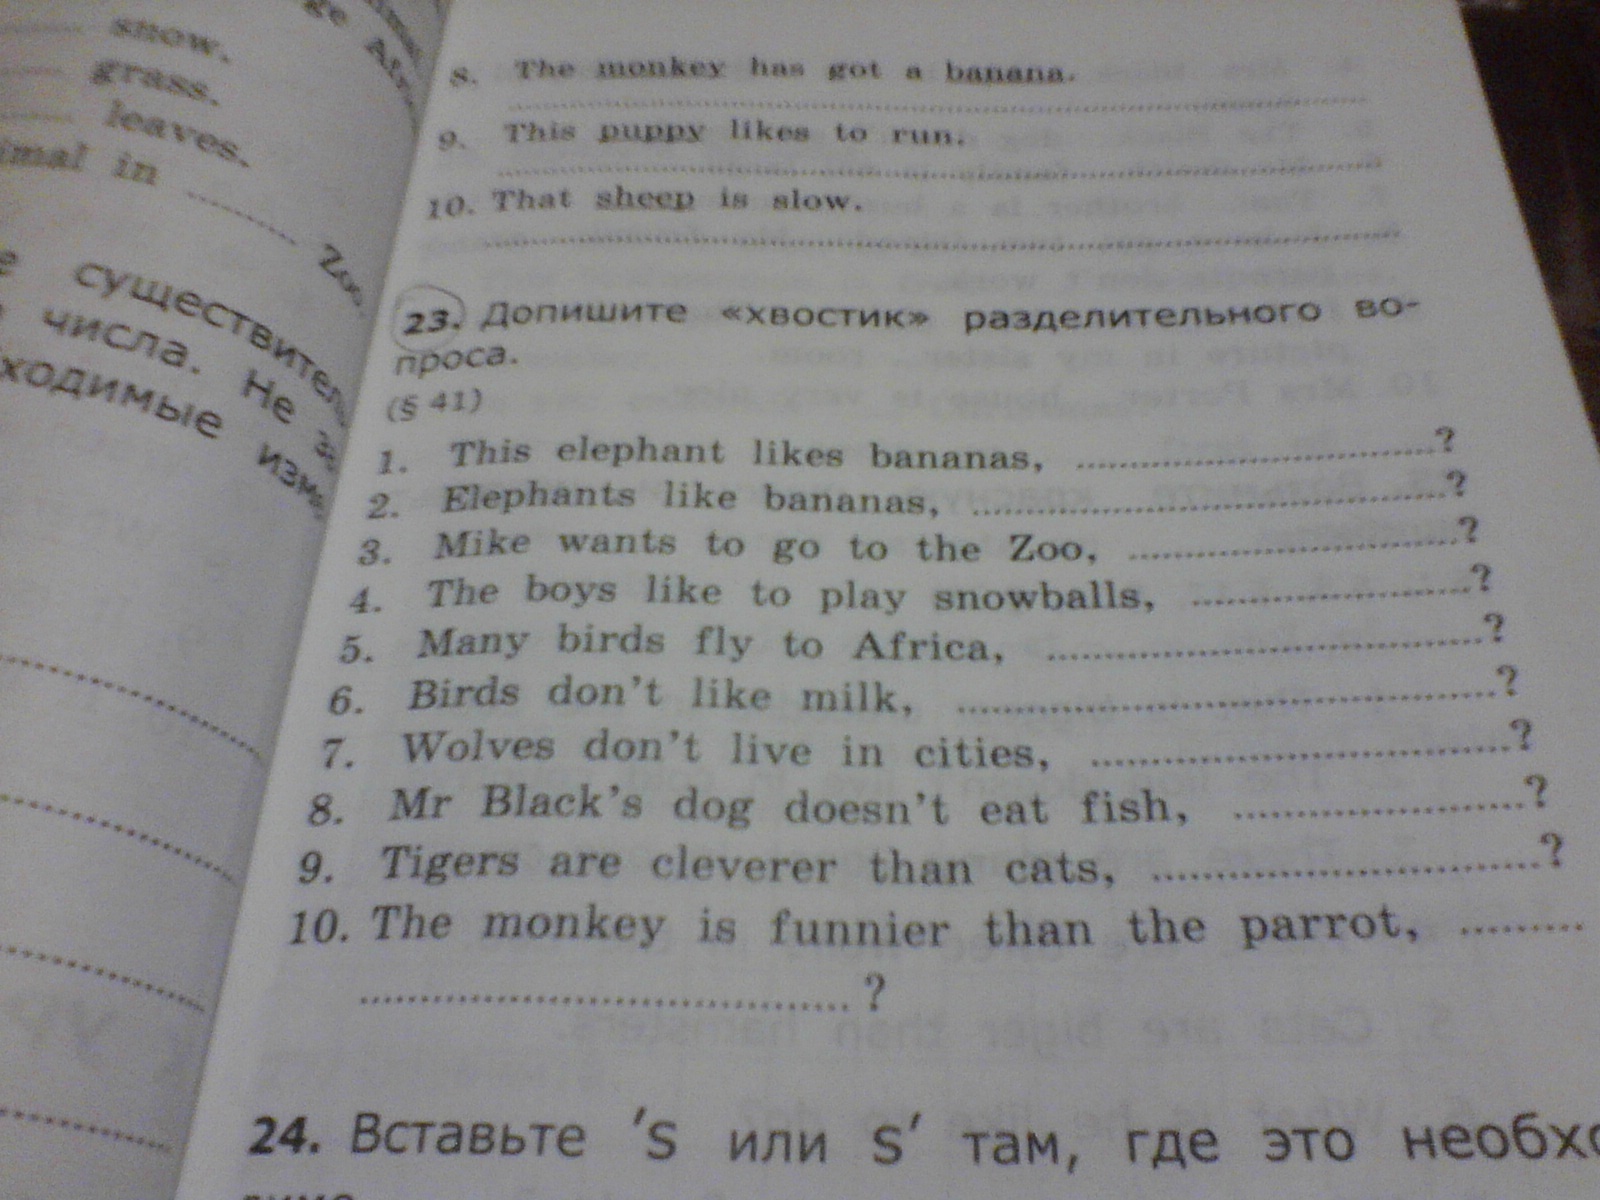 snow.
grass.
leaves.
in
Zoo.
числа. Не
8. The monkey has got a banana.
9. This puppy likes to run.
10. That sheep is slow.
23. Допишите «хвостик» разделительного во-
проса.
(§ 41)
1. This elephant likes bananas, ..............................?
2. Elephants like bananas, ..............................?
3. Mike wants to go to the Zoo, ..............................?
4. The boys like to play snowballs, ..............................?
5. Many birds fly to Africa, ..............................?
6. Birds don't like milk, ..............................?
7. Wolves don't live in cities, ..............................?
8. Mr Black's dog doesn't eat fish, ..............................?
9. Tigers are cleverer than cats, ..............................?
10. The monkey is funnier than the parrot, .........
..............................?
24. Вставьте 's или s' там, где это